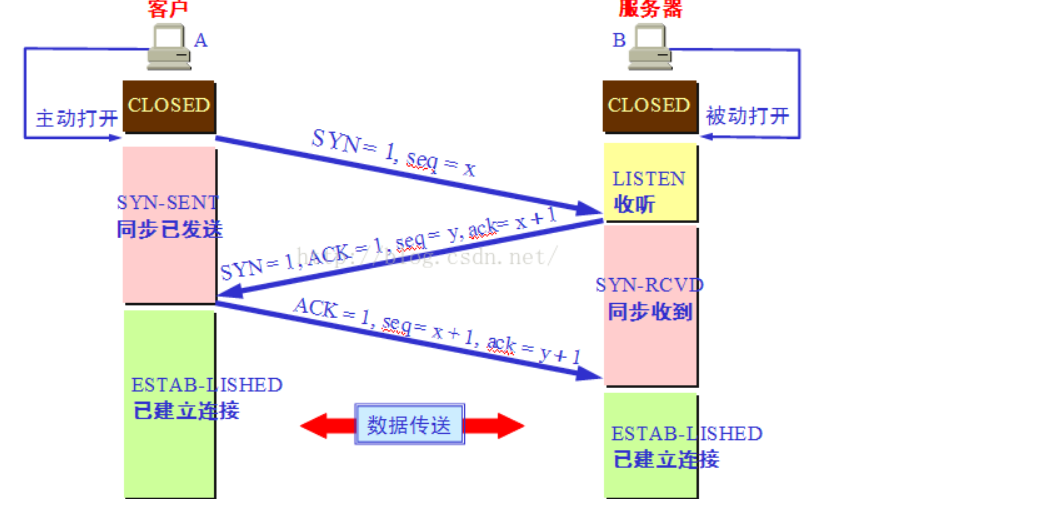 客户
服务器
A
B
CLOSED
CLOSED
主动打开
被动打开
SYN = 1, seq = x
LISTEN
收听
SYN-SENT
同步已发送
SYN = 1, ACK = 1, seq = y, ack= x + 1
http://blog.csdn.net/
SYN-RCVD
同步收到
ACK = 1, seq = x + 1, ack = y + 1
ESTAB-LISHED
已建立连接
数据传送
ESTAB-LISHED
已建立连接